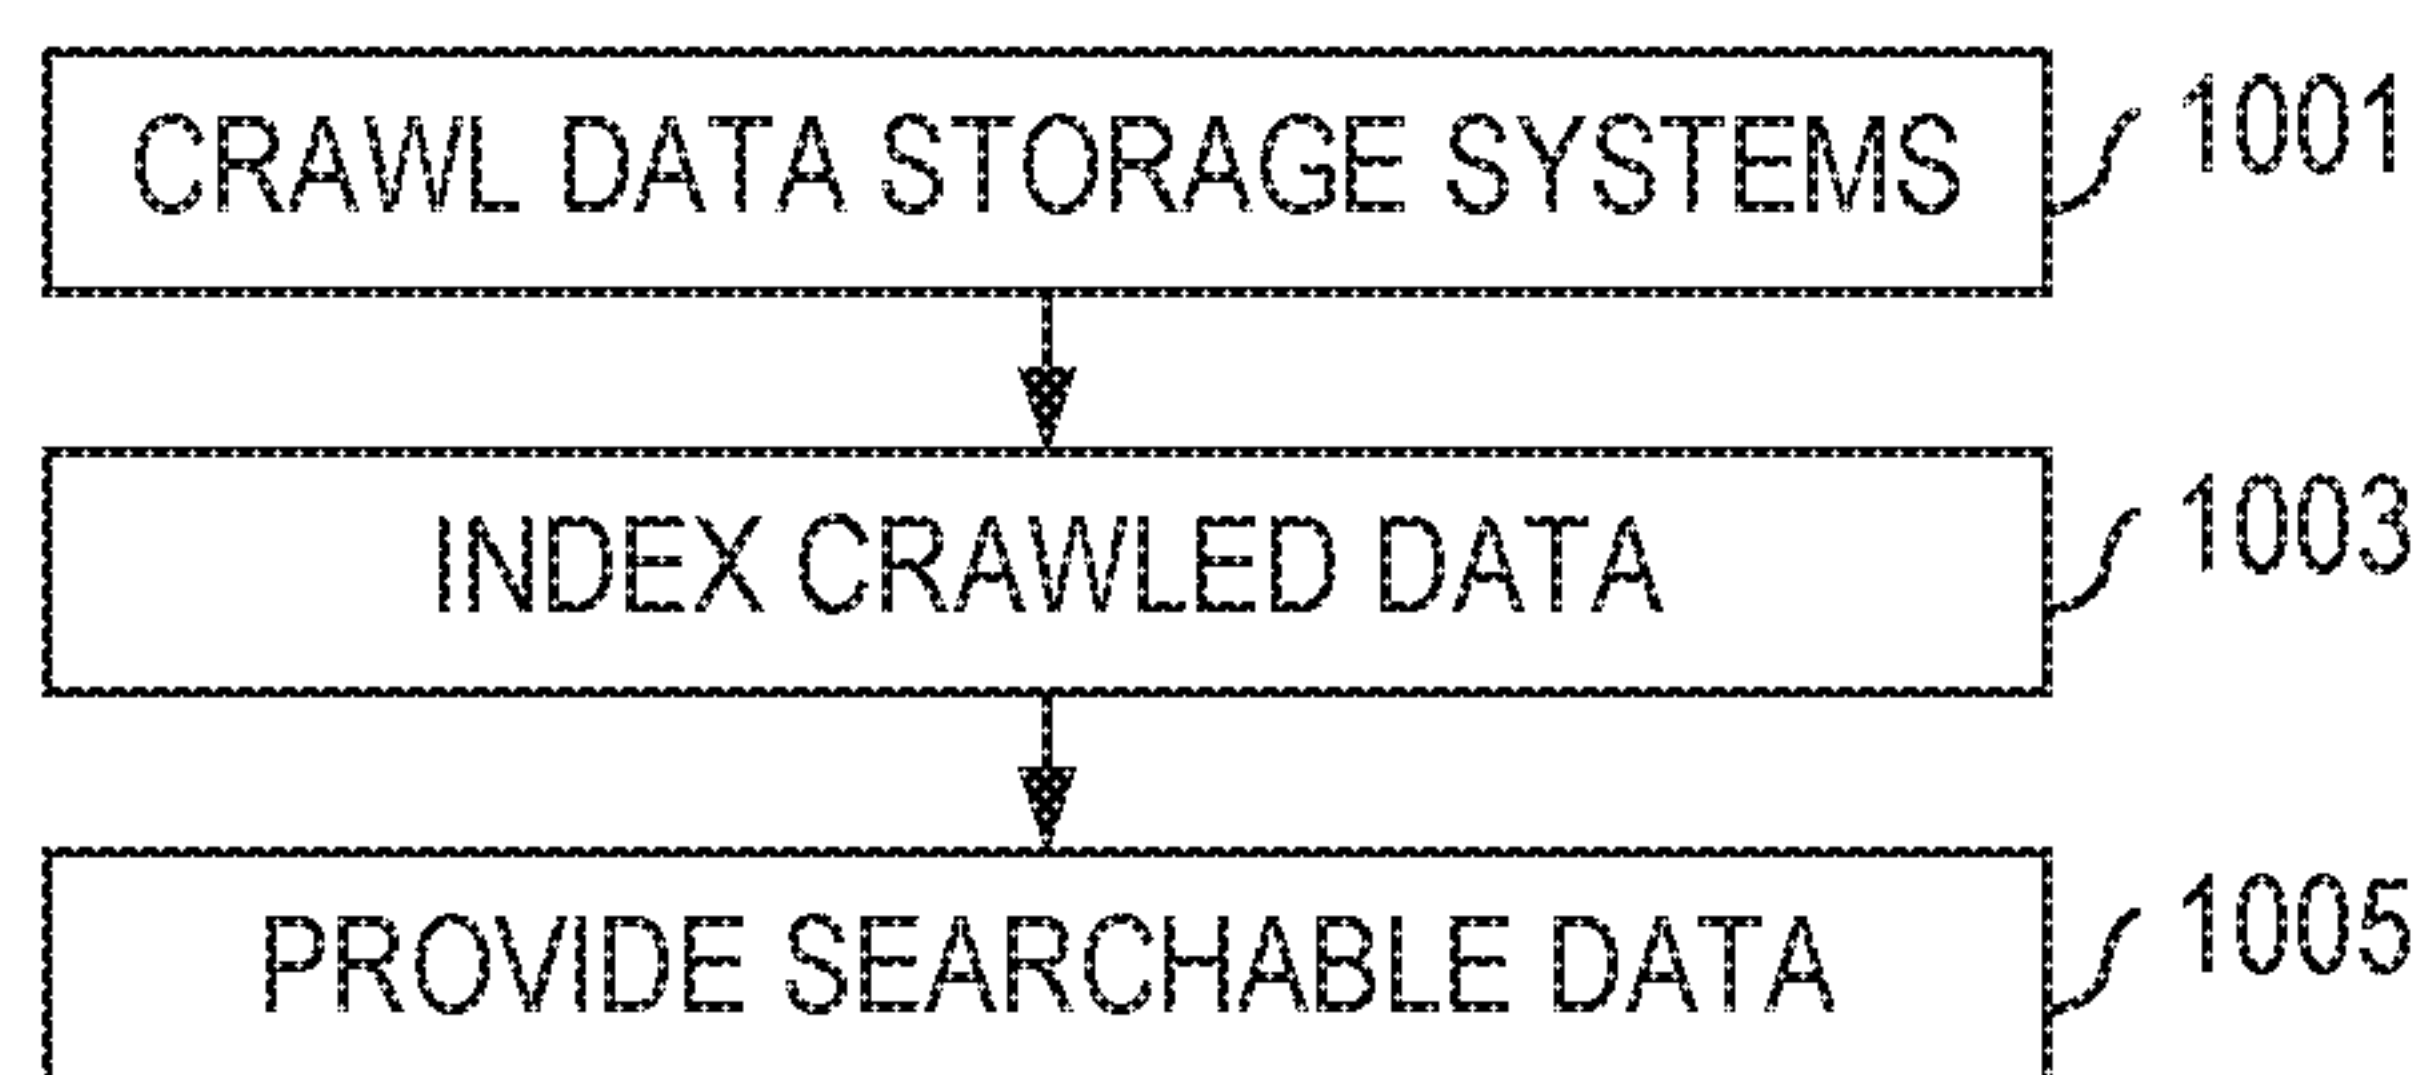 CRAWL DATA STORAGE SYSTEMS 1001
INDEX CRAWLED DATA 1003
PROVIDE SEARCHABLE DATA 1005